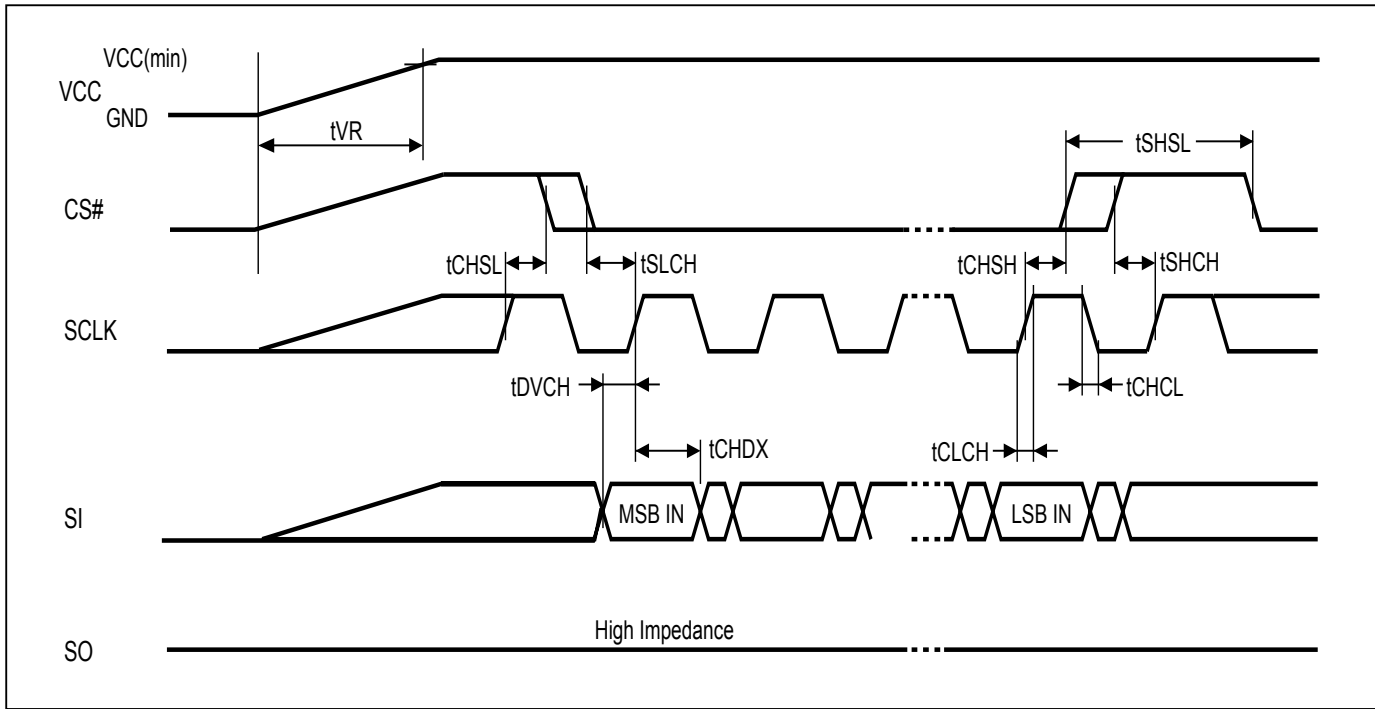 VCC(min)
VCC
GND
tVR
tSHSL
CS#
tCHSL
tSLCH
tCHSH
tSHCH
SCLK
tDVCH
tCHCL
tCHDX
tCLCH
SI
MSB IN
LSB IN
High Impedance
SO